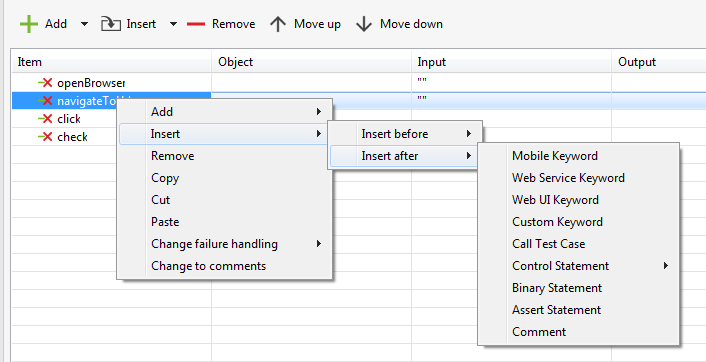 Add Insert Remove Move up Move down
Item Object Input Output
openBrowser ""
""
click
check
Add
Insert
Remove
Copy
Cut
Paste
Change failure handling
Change to comments
Insert before
Insert after
Mobile Keyword
Web Service Keyword
Web UI Keyword
Custom Keyword
Call Test Case
Control Statement
Binary Statement
Assert Statement
Comment